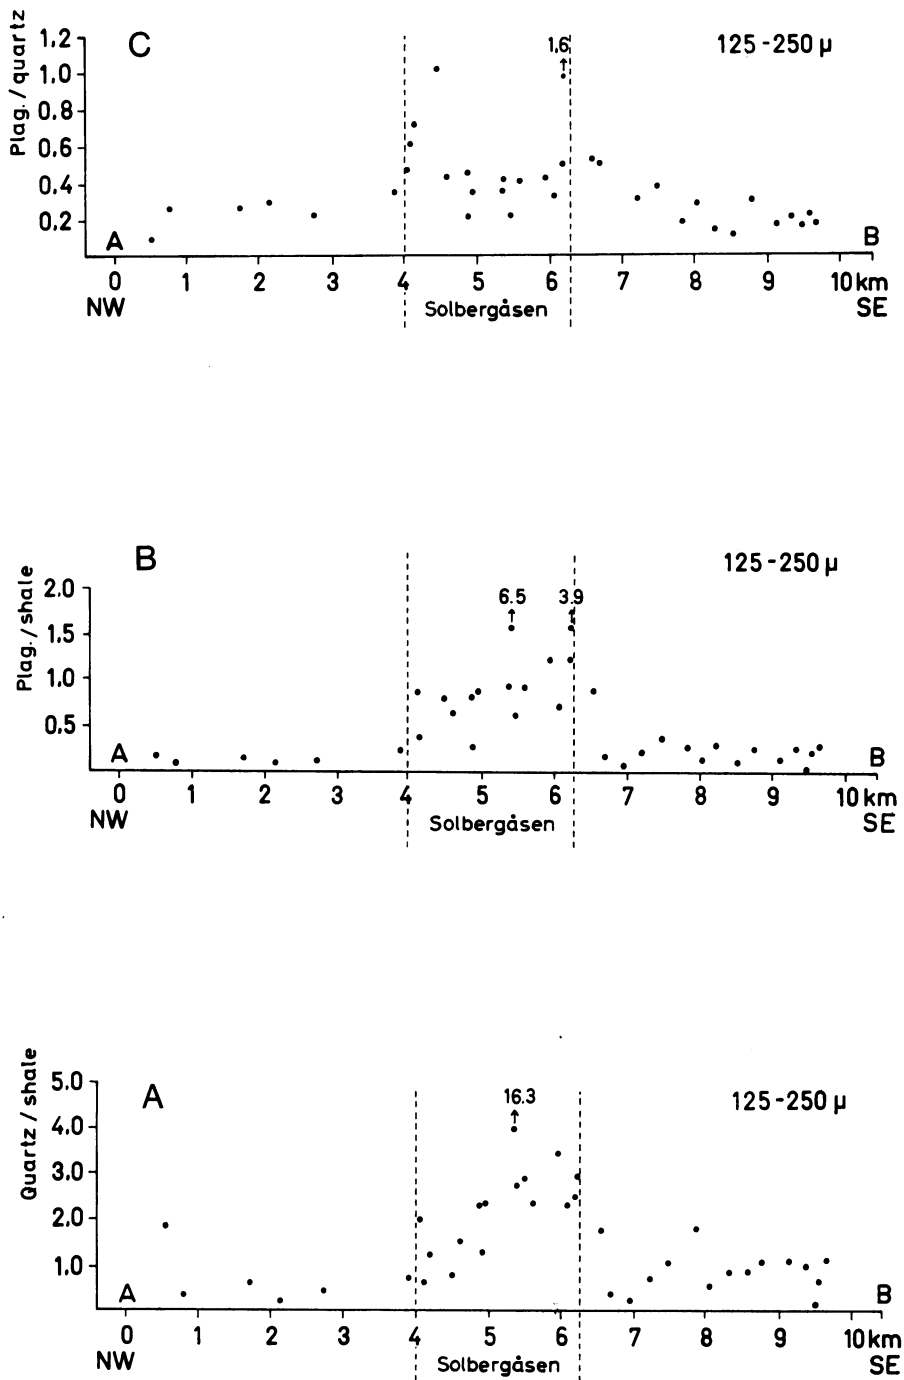 C
125-250 µ
1.6
Plag./quartz
1.2
1.0
0.8
0.6
0.4
0.2
A
B
0 1 2 3 4 5 6 7 8 9 10 km
NW Solbergåsen SE
B
125-250 µ
6.5 3.9
Plag./shale
2.0
1.5
1.0
0.5
A
B
0 1 2 3 4 5 6 7 8 9 10 km
NW Solbergåsen SE
A
125-250 µ
16.3
Quartz/shale
5.0
4.0
3.0
2.0
1.0
A
B
0 1 2 3 4 5 6 7 8 9 10 km
NW Solbergåsen SE